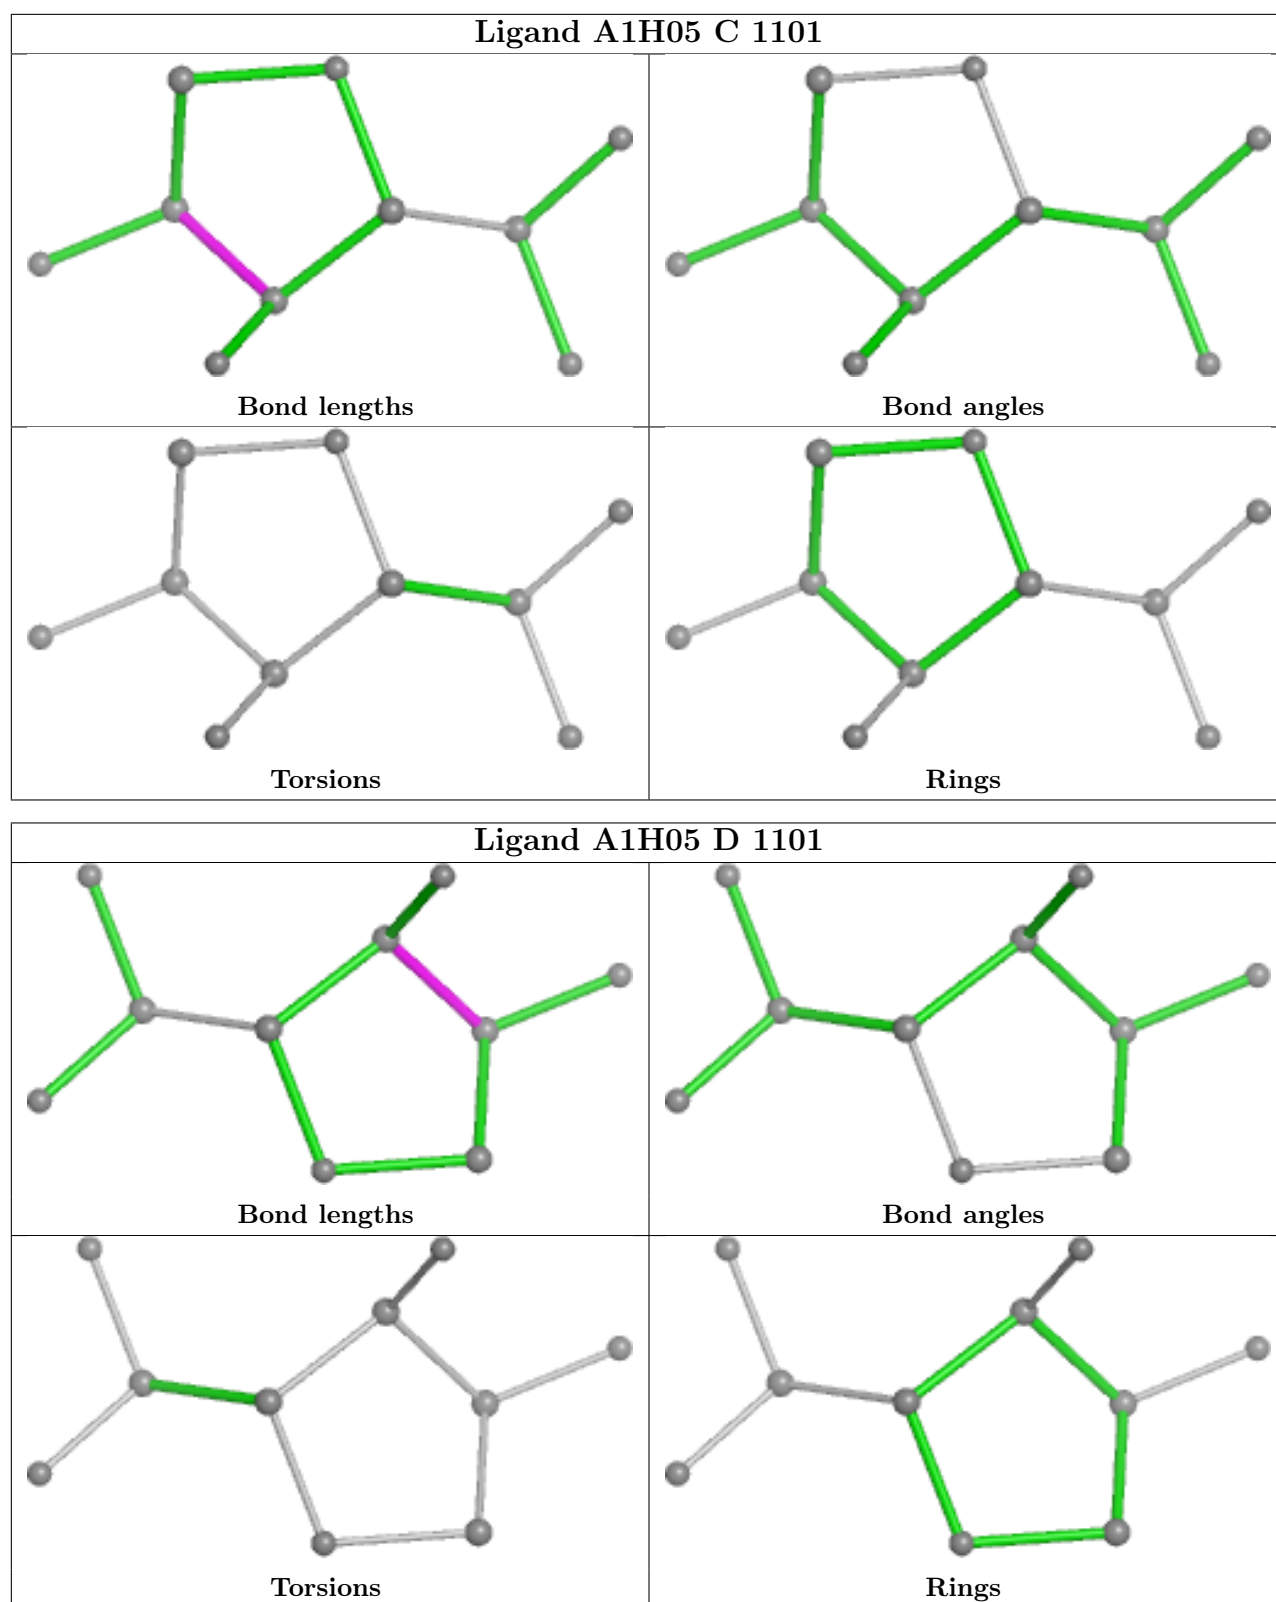 Ligand A1H05 C 1101
Bond lengths
Bond angles
Torsions
Rings
Ligand A1H05 D 1101
Bond lengths
Bond angles
Torsions
Rings